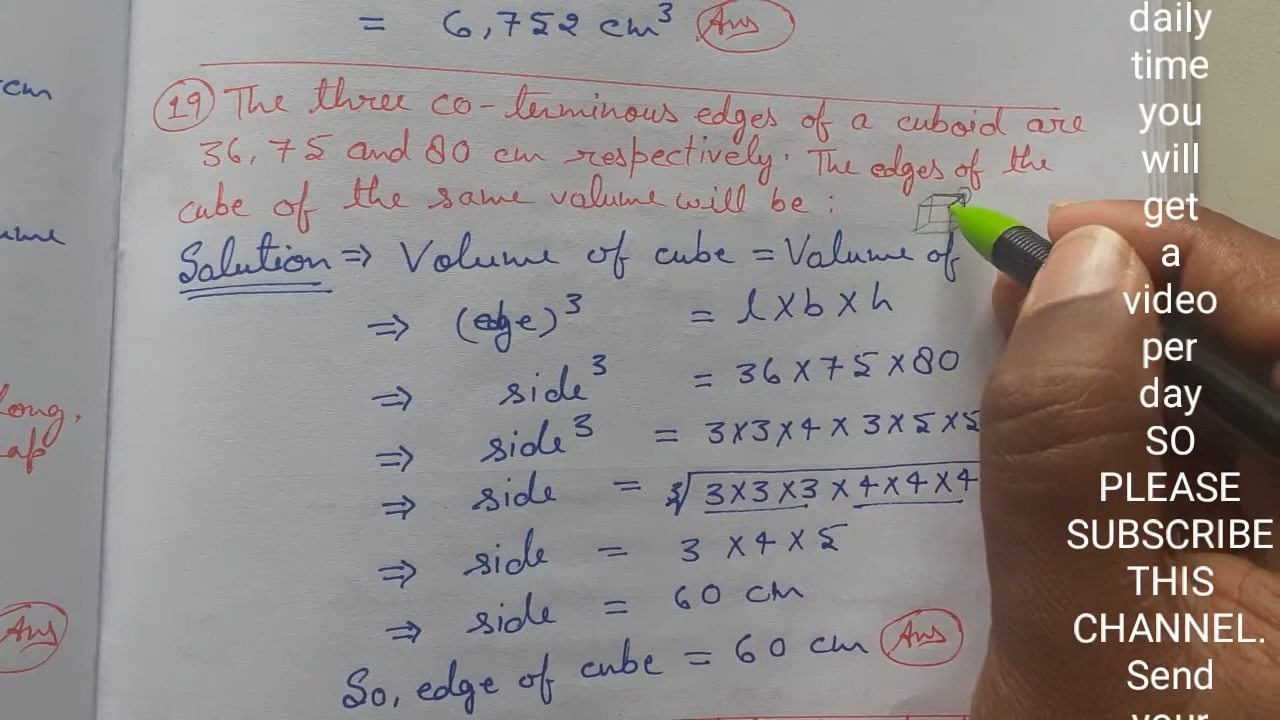 = 6,752 cm³ Ans
cm
19 The three co-terminous edges of a cuboid are
36, 75 and 80 cm respectively. The edges of the
cube of the same volume will be :
Solution ⇒ Volume of cube = Volume of
⇒ (edge)³ = l × b × h
⇒ side³ = 36 × 75 × 80
⇒ side³ = 3×3×4×3×5×5
⇒ side = ∛3×3×3×4×4×4
⇒ side = 3 × 4 × 5
⇒ side = 60 cm
So, edge of cube = 60 cm Ans
long,
Ans
daily
time
you
will
get
a
video
per
day
SO
PLEASE
SUBSCRIBE
THIS
CHANNEL.
Send
your